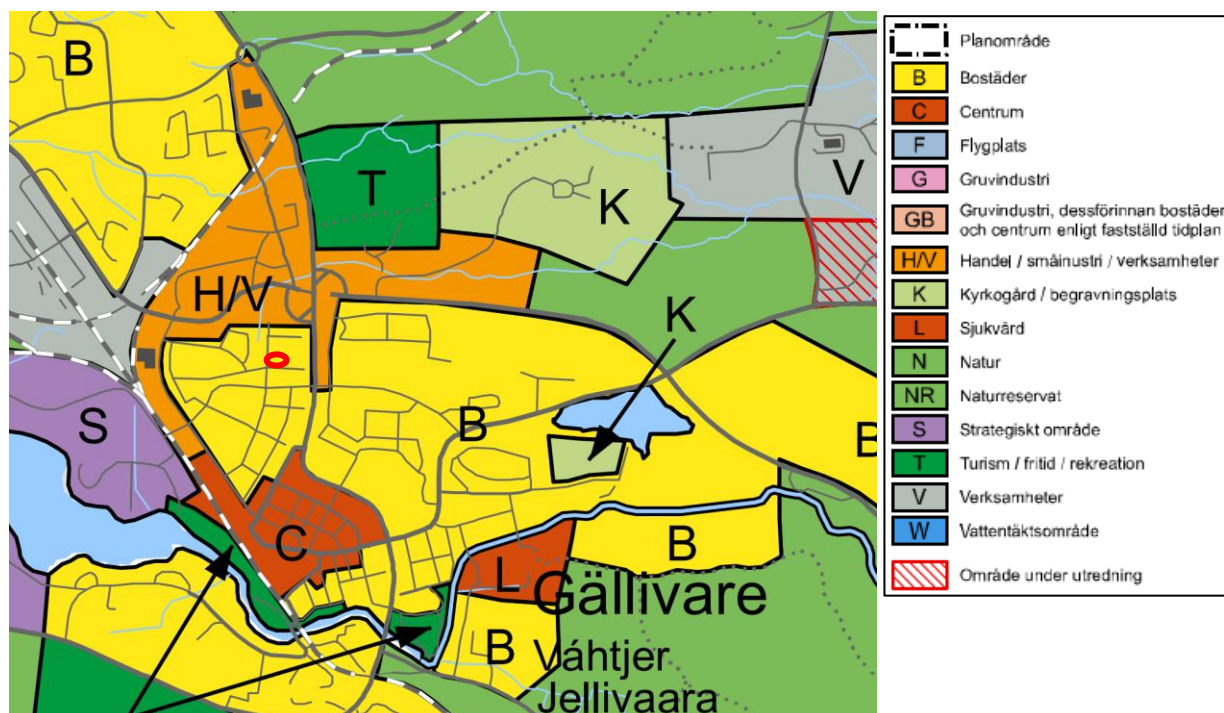 B
T
K
V
H/V
K
S
B
B
C
B
L
Gällivare
B
Váhtjer
Jellivaara
Planområde
B Bostäder
C Centrum
F Flygplats
G Gruvindustri
GB Gruvindustri, dessförinnan bostäder
och centrum enligt fastställd tidplan
H/V Handel / småinustri / verksamheter
K Kyrkogård / begravningsplats
L Sjukvård
N Natur
NR Naturreservat
S Strategiskt område
T Turism / fritid / rekreation
V Verksamheter
W Vattentäktsområde
Område under utredning